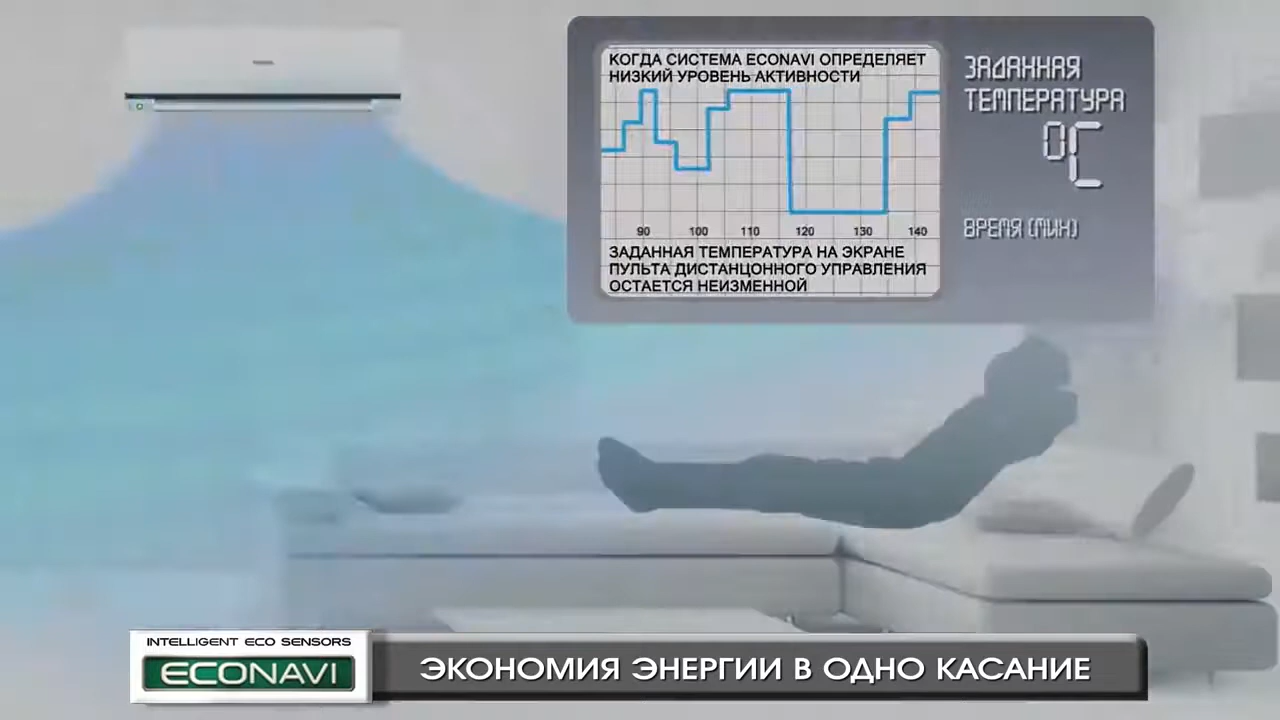 КОГДА СИСТЕМА ECONAVI ОПРЕДЕЛЯЕТ
НИЗКИЙ УРОВЕНЬ АКТИВНОСТИ
90 100 110 120 130 140
ЗАДАННАЯ ТЕМПЕРАТУРА НА ЭКРАНЕ
ПУЛЬТА ДИСТАНЦОННОГО УПРАВЛЕНИЯ
ОСТАЕТСЯ НЕИЗМЕННОЙ
ЗАДАННАЯ
ТЕМПЕРАТУРА
°C
ВРЕМЯ (МИН)
INTELLIGENT ECO SENSORS
ECONAVI
ЭКОНОМИЯ ЭНЕРГИИ В ОДНО КАСАНИЕ